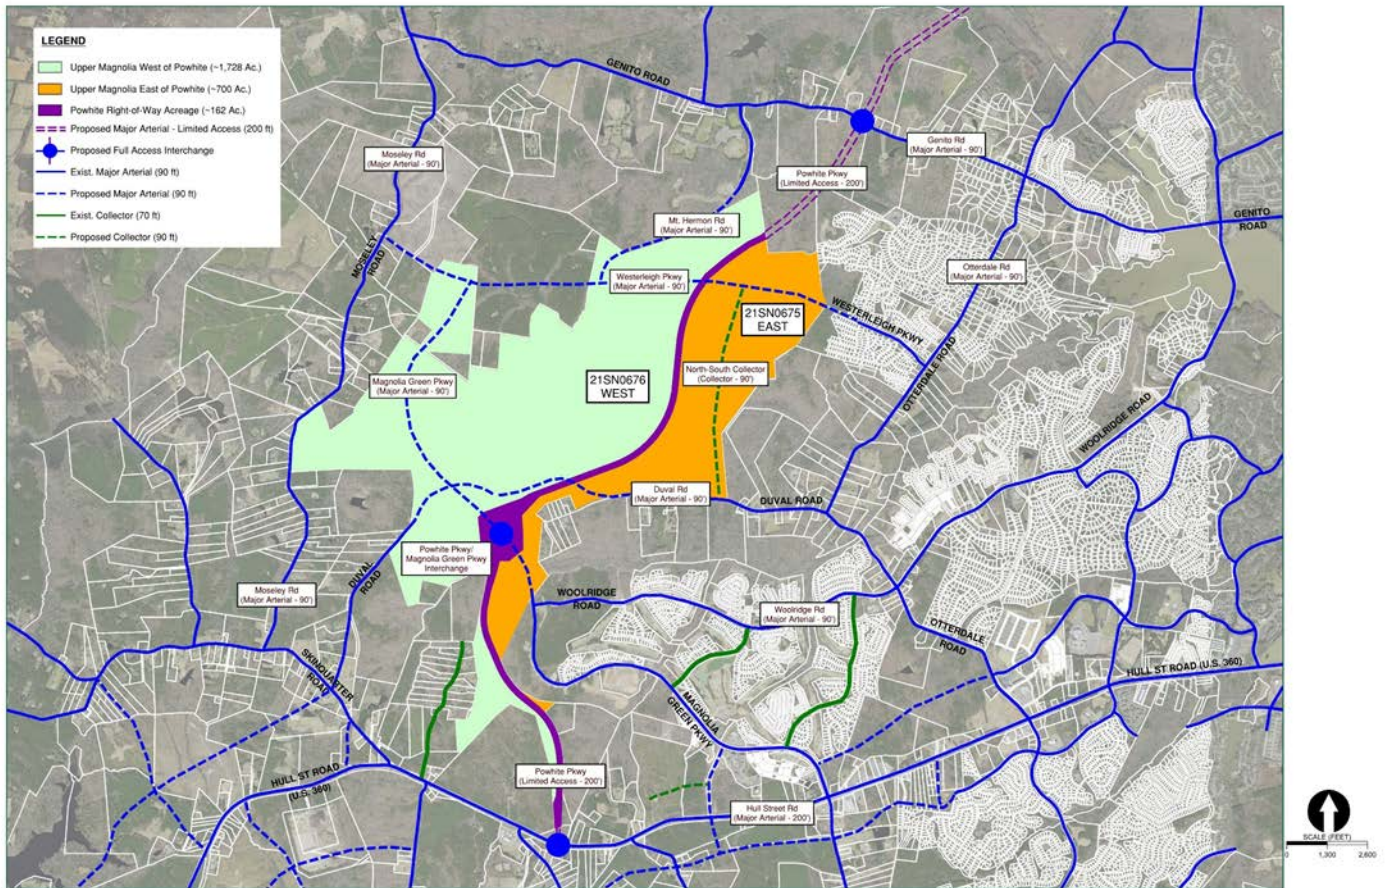 LEGEND
Upper Magnolia West of Powhite (~1,728 Ac.)
Upper Magnolia East of Powhite (~700 Ac.)
Powhite Right-of-Way Acreage (~162 Ac.)
Proposed Major Arterial - Limited Access (200 ft)
Proposed Full Access Interchange
Exist. Major Arterial (90 ft)
Proposed Major Arterial (90 ft)
Exist. Collector (70 ft)
Proposed Collector (90 ft)
GENITO ROAD
Moseley Rd
(Major Arterial - 90')
Genito Rd
(Major Arterial - 90')
Powhite Pkwy
(Limited Access - 200')
GENITO
ROAD
Mt. Hermon Rd
(Major Arterial - 90')
MOSELEY
ROAD
Westerleigh Pkwy
(Major Arterial - 90')
Otterdale Rd
(Major Arterial - 90')
21SN0675
EAST
WESTERLEIGH PKWY
Magnolia Green Pkwy
(Major Arterial - 90')
21SN0676
WEST
North-South Collector
(Collector - 90')
OTTERDALE ROAD
WOOLRIDGE ROAD
Duval Rd
(Major Arterial - 90')
DUVAL ROAD
Powhite Pkwy/
Magnolia Green Pkwy
Interchange
DUVAL
ROAD
Moseley Rd
(Major Arterial - 90')
WOOLRIDGE
ROAD
Woolridge Rd
(Major Arterial - 90')
OTTERDALE
ROAD
SKINQUARTER
ROAD
HULL ST ROAD (U.S. 360)
MAGNOLIA
GREEN PKWY
HULL ST ROAD
(U.S. 360)
Powhite Pkwy
(Limited Access - 200')
Hull Street Rd
(Major Arterial - 200')
SCALE (FEET)
0 1,300 2,600